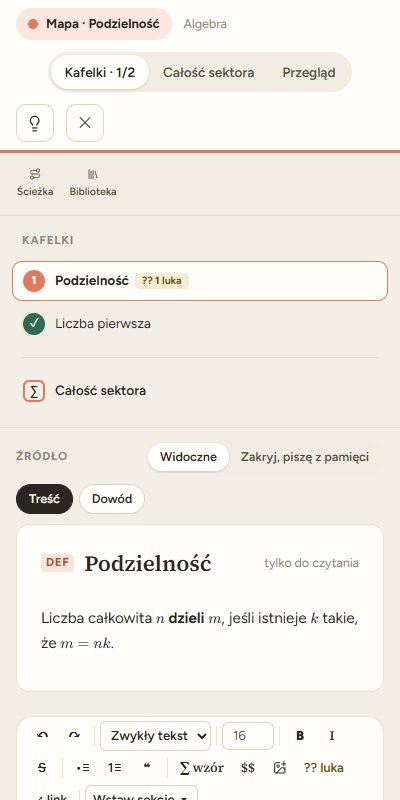 Mapa · Podzielność Algebra
Kafelki · 1/2 Całość sektora Przegląd
Ścieżka Biblioteka
KAFELKI
1 Podzielność ?? 1 luka
✓ Liczba pierwsza
∑ Całość sektora
ŹRÓDŁO Widoczne Zakryj, piszę z pamięci
Treść Dowód
DEF Podzielność tylko do czytania
Liczba całkowita n dzieli m, jeśli istnieje k takie,
że m = nk.
Zwykły tekst 16 B I
S 1 ❝ ∑ wzór $$ ?? luka
link Wstaw sekcję